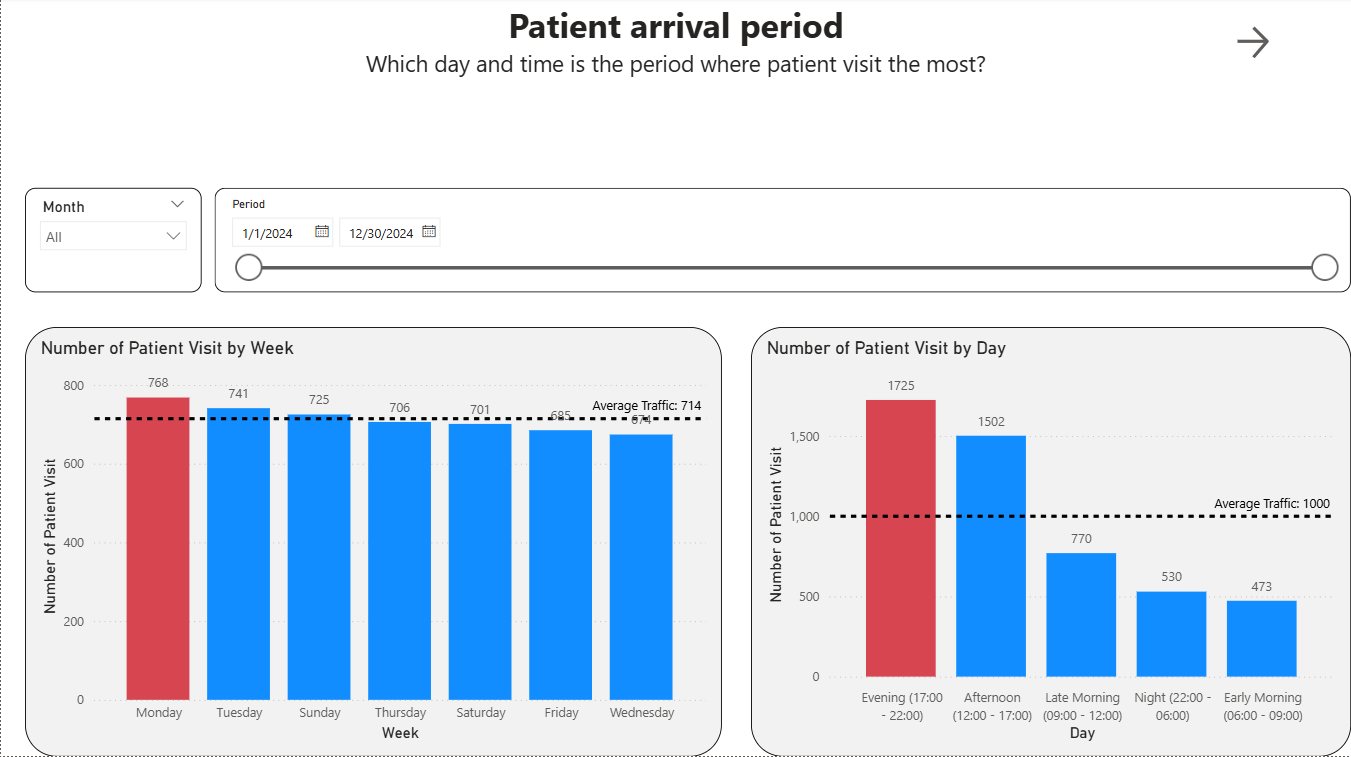 Patient arrival period
Which day and time is the period where patient visit the most?
Month
All
Period
1/1/2024
12/30/2024
Number of Patient Visit by Week
Number of Patient Visit
800
600
400
200
0
768
741
725
706
701
685
674
Average Traffic: 714
Monday
Tuesday
Sunday
Thursday
Saturday
Friday
Wednesday
Week
Number of Patient Visit by Day
Number of Patient Visit
1,500
1,000
500
0
1725
1502
770
530
473
Average Traffic: 1000
Evening (17:00
- 22:00)
Afternoon
(12:00 - 17:00)
Late Morning
(09:00 - 12:00)
Night (22:00 -
06:00)
Early Morning
(06:00 - 09:00)
Day